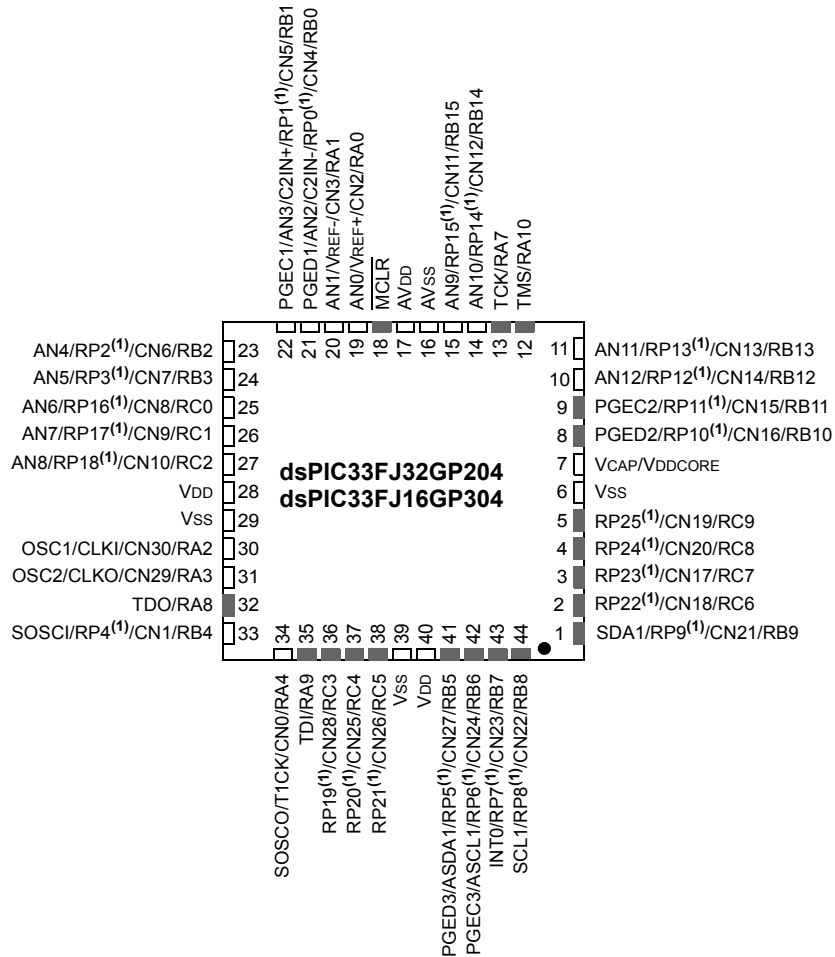 PGEC1/AN3/C2IN+/RP1(1)/CN5/RB1
PGED1/AN2/C2IN-/RP0(1)/CN4/RB0
AN1/VREF-/CN3/RA1
AN0/VREF+/CN2/RA0
MCLR
AVDD
AVSS
AN9/RP15(1)/CN11/RB15
AN10/RP14(1)/CN12/RB14
TCK/RA7
TMS/RA10
22
21
20
19
18
17
16
15
14
13
12
AN4/RP2(1)/CN6/RB2 23
AN5/RP3(1)/CN7/RB3 24
AN6/RP16(1)/CN8/RC0 25
AN7/RP17(1)/CN9/RC1 26
AN8/RP18(1)/CN10/RC2 27
VDD 28
VSS 29
OSC1/CLKI/CN30/RA2 30
OSC2/CLKO/CN29/RA3 31
TDO/RA8 32
SOSCI/RP4(1)/CN1/RB4 33
dsPIC33FJ32GP204
dsPIC33FJ16GP304
11 AN11/RP13(1)/CN13/RB13
10 AN12/RP12(1)/CN14/RB12
9 PGEC2/RP11(1)/CN15/RB11
8 PGED2/RP10(1)/CN16/RB10
7 VCAP/VDDCORE
6 VSS
5 RP25(1)/CN19/RC9
4 RP24(1)/CN20/RC8
3 RP23(1)/CN17/RC7
2 RP22(1)/CN18/RC6
1 SDA1/RP9(1)/CN21/RB9
34
35
36
37
38
39
40
41
42
43
44
SOSCO/T1CK/CN0/RA4
TDI/RA9
RP19(1)/CN28/RC3
RP20(1)/CN25/RC4
RP21(1)/CN26/RC5
VSS
VDD
PGED3/ASDA1/RP5(1)/CN27/RB5
PGEC3/ASCL1/RP6(1)/CN24/RB6
INT0/RP7(1)/CN23/RB7
SCL1/RP8(1)/CN22/RB8